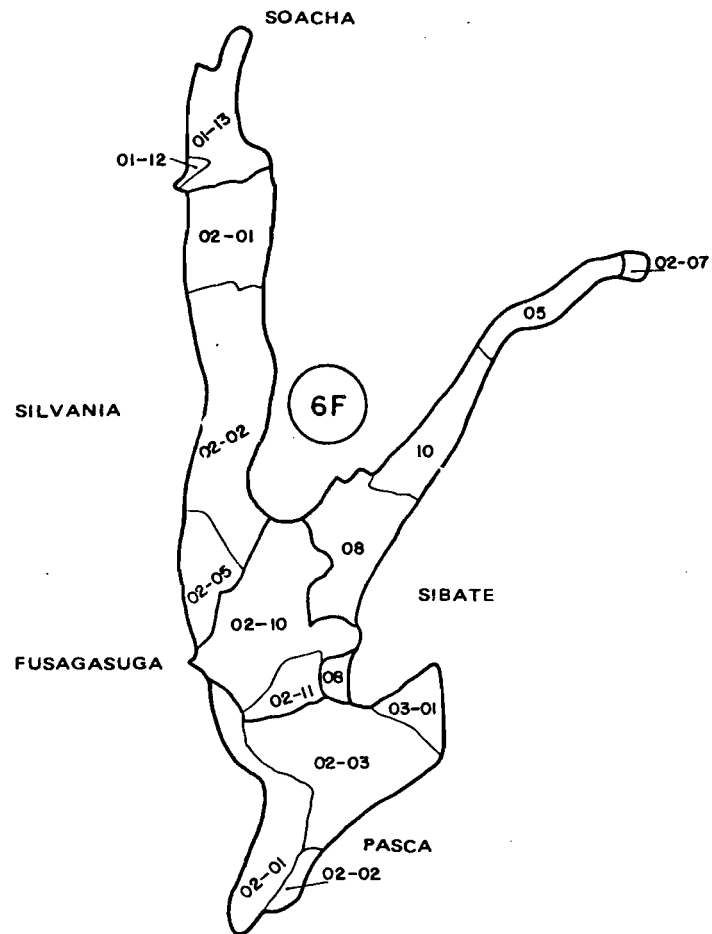 SOACHA
01-13
01-12
02-01
02-07
05
6F
SILVANIA
02-02
10
08
02-05
SIBATE
02-10
FUSAGASUGA
02-11
08
03-01
02-03
PASCA
02-01
02-02